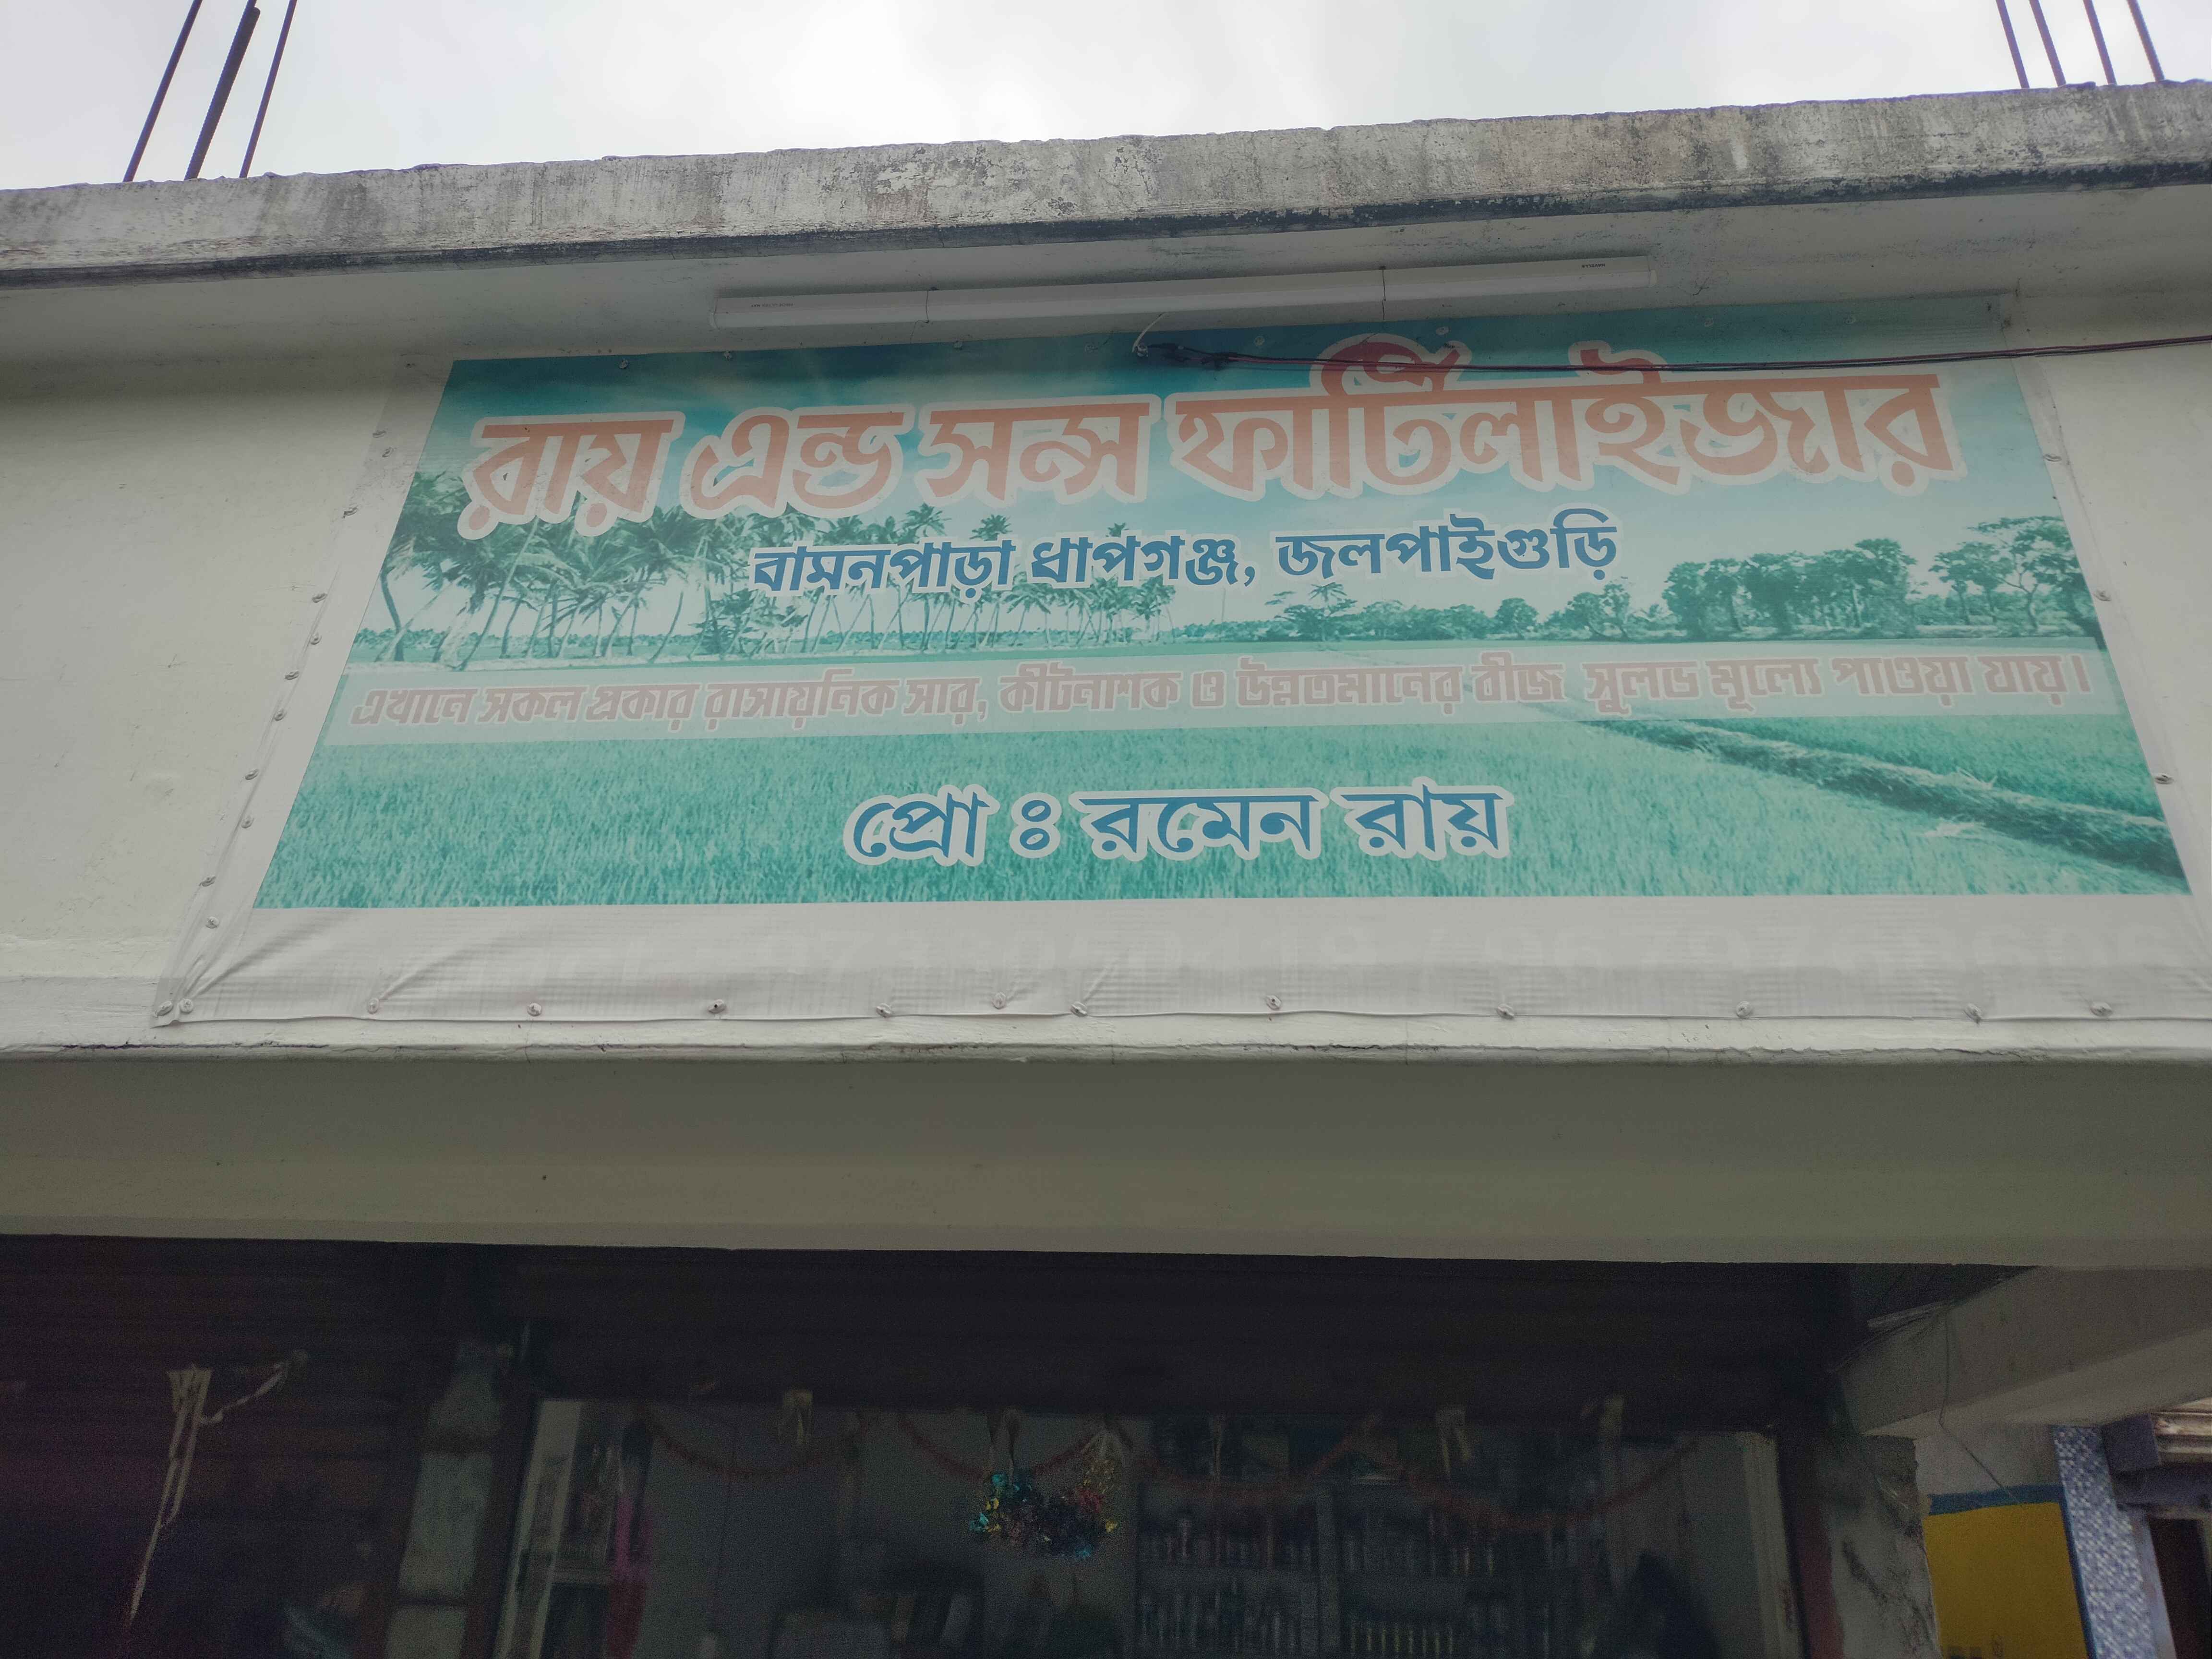 রায় এন্ড সন্স ফার্টিলাইজার
বামনপাড়া ধাপগঞ্জ, জলপাইগুড়ি
এখানে সকল প্রকার রাসায়নিক সার, কীটনাশক ও উন্নতমানের বীজ সুলভ মূল্যে পাওয়া যায়।
প্রো ঃ রমেন রায়